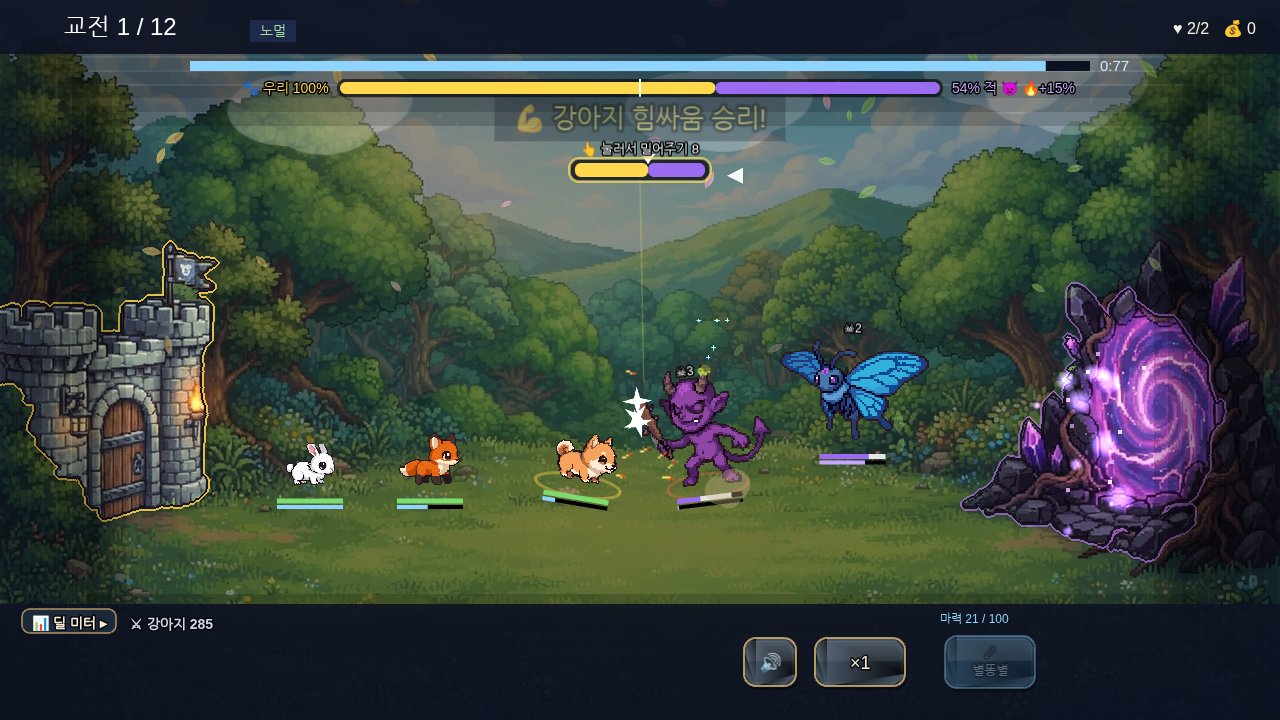 교전 1 / 12
노멀
♥ 2/2 💰 0
0:77
🐾 우리 100%
54% 적 😈 🔥+15%
💪 강아지 힘싸움 승리!
👆 눌러서 밀어주기 8
☠3
☠2
📊 딜 미터 ▸
⚔ 강아지 285
마력 21 / 100
🔊
×1
☄ 별똥별